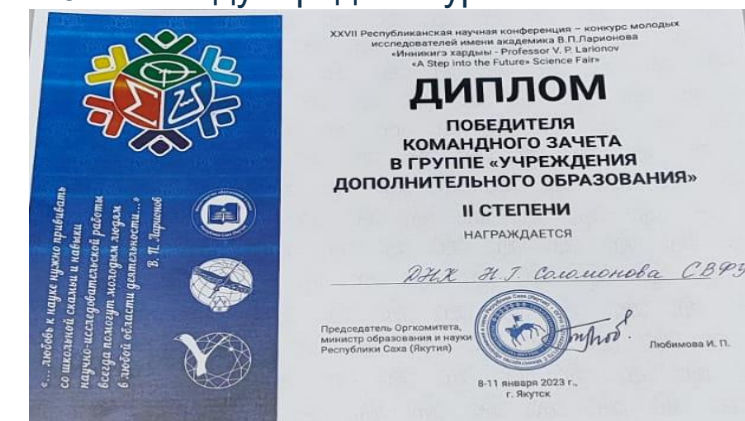 XXVII Республиканская научная конференция – конкурс молодых
исследователей имени академика В.П.Ларионова
«Инникигэ хардыы - Professor V. P. Larionov
«A Step into the Future» Science Fair»
ДИПЛОМ
ПОБЕДИТЕЛЯ
КОМАНДНОГО ЗАЧЕТА
В ГРУППЕ «УЧРЕЖДЕНИЯ
ДОПОЛНИТЕЛЬНОГО ОБРАЗОВАНИЯ»
II СТЕПЕНИ
НАГРАЖДАЕТСЯ
Н.Г. Соломонова СВФУ
Председатель Оргкомитета,
министр образования и науки
Республики Саха (Якутия)
Любимова И. П.
8-11 января 2023 г.,
г. Якутск
«... любовь к науке нужно прививать
со школьной скамьи и навыки
научно-исследовательской работы
всегда помогут молодым людям
в любой области деятельности...»
В. П. Ларионов